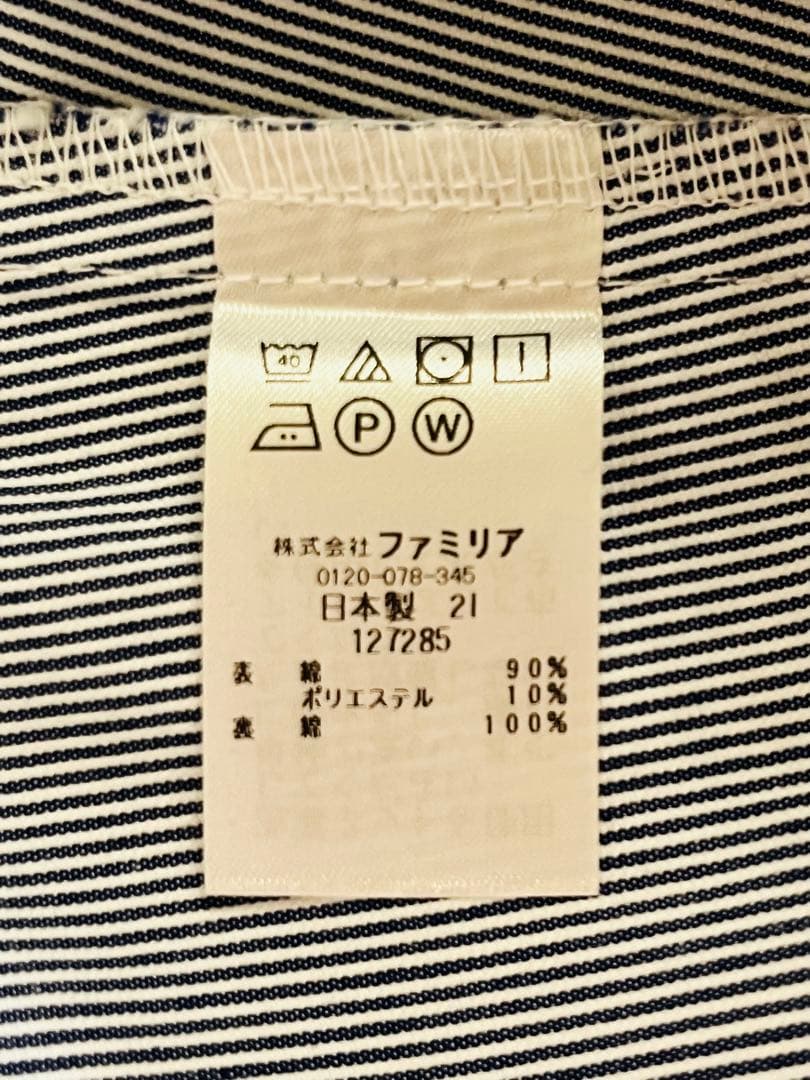 40
P W
株式会社 ファミリア
0120-078-345
日本製 21
127285
表 綿 90%
ポリエステル 10%
裏 綿 100%